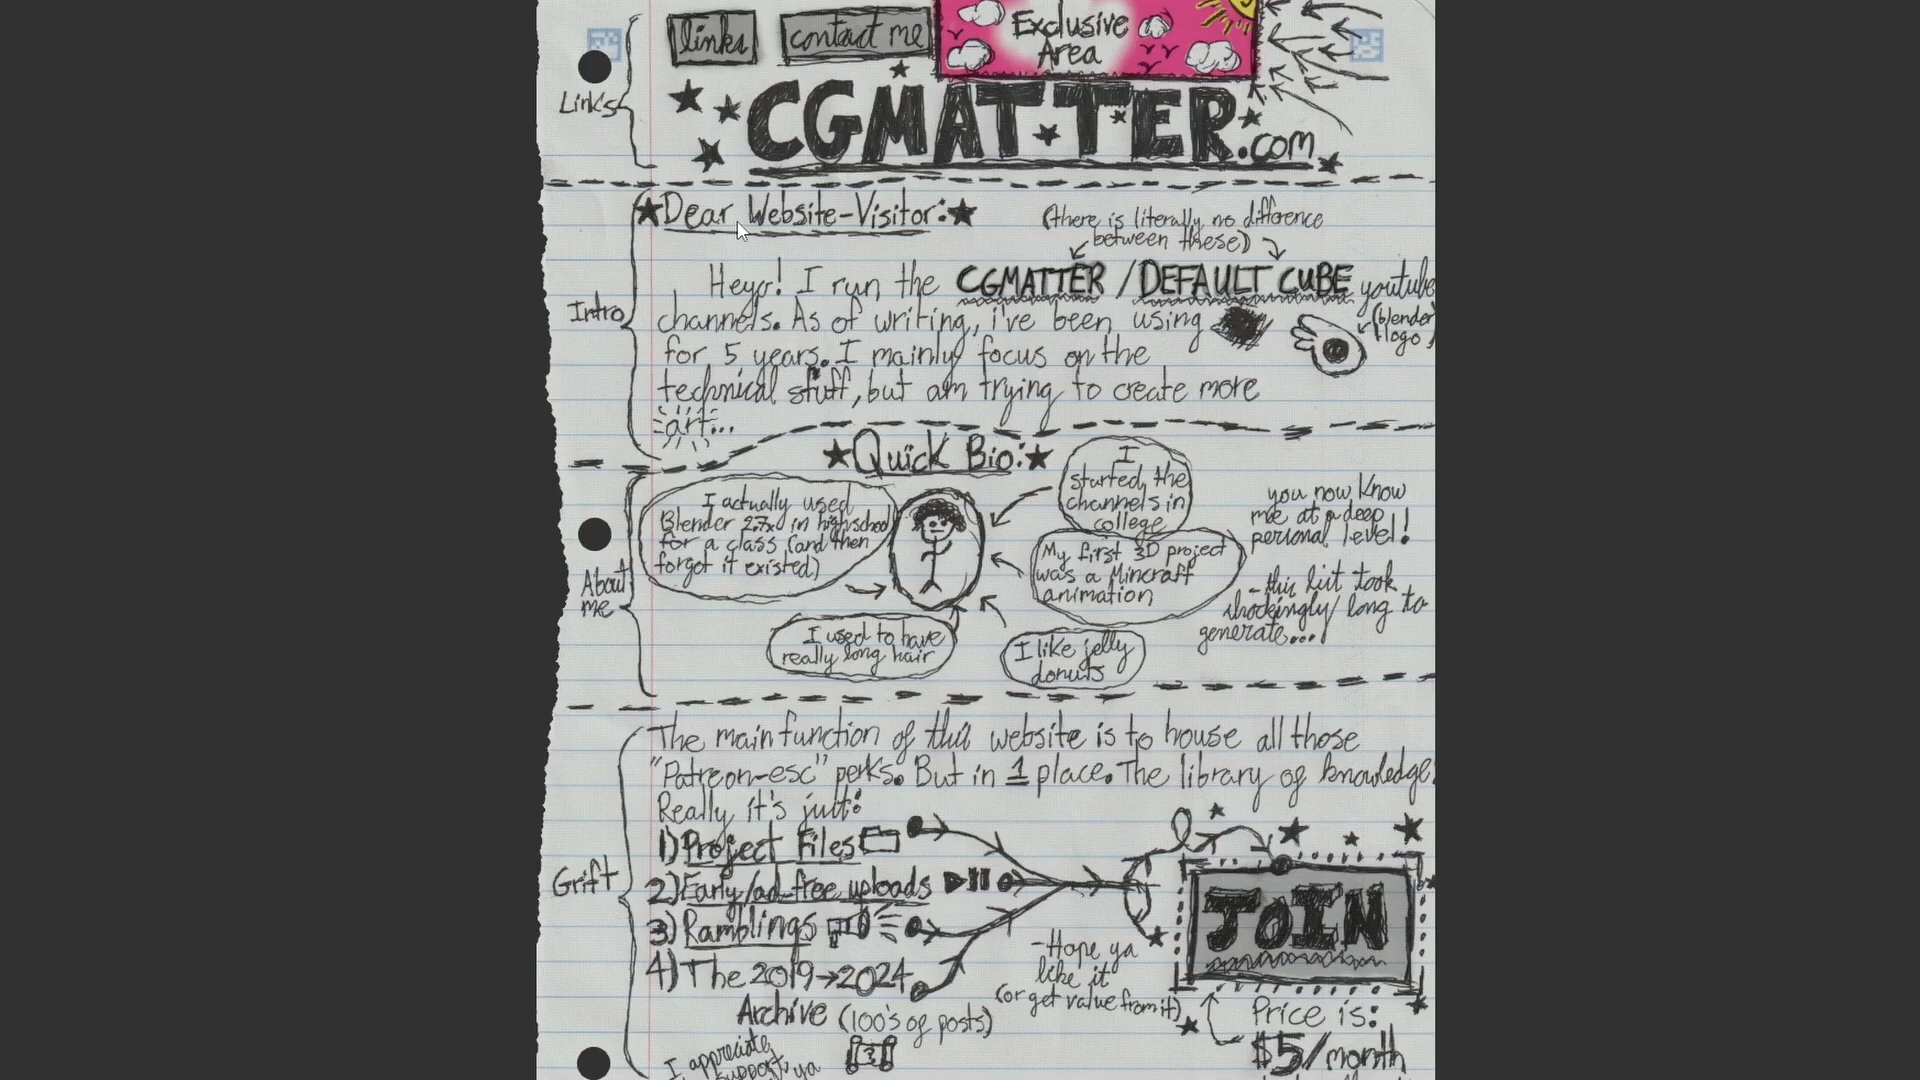 links
contact me
Exclusive
Area
Links
CGMATTER.com
Dear Website-Visitor:
(there is literally no difference
between these)
Heyo! I run the CGMATTER / DEFAULT CUBE youtube
channels. As of writing, i've been using
(blender
logo)
for 5 years. I mainly focus on the
technical stuff, but am trying to create more
art...
Intro
Quick Bio:
I actually used
Blender 2.7x in highschool
for a class (and then
forgot it existed)
I
started the
channels in
college
My first 3D project
was a Mincraft
animation
I used to have
really long hair
I like jelly
donuts
you now know
me at a deep
personal level!
- this list took
shockingly long to
generate...
About
me
The main function of this website is to house all those
"Patreon-esc" perks. But in 1 place. The library of knowledge.
Really it's just:
1) Project Files
2) Early/ad-free uploads
3) Ramblings
4) The 2019→2024
Archive (100's of posts)
Grift
-Hope ya
like it
(or get value from it)
JOIN
Price is:
$5/month
I appreciate
support ya